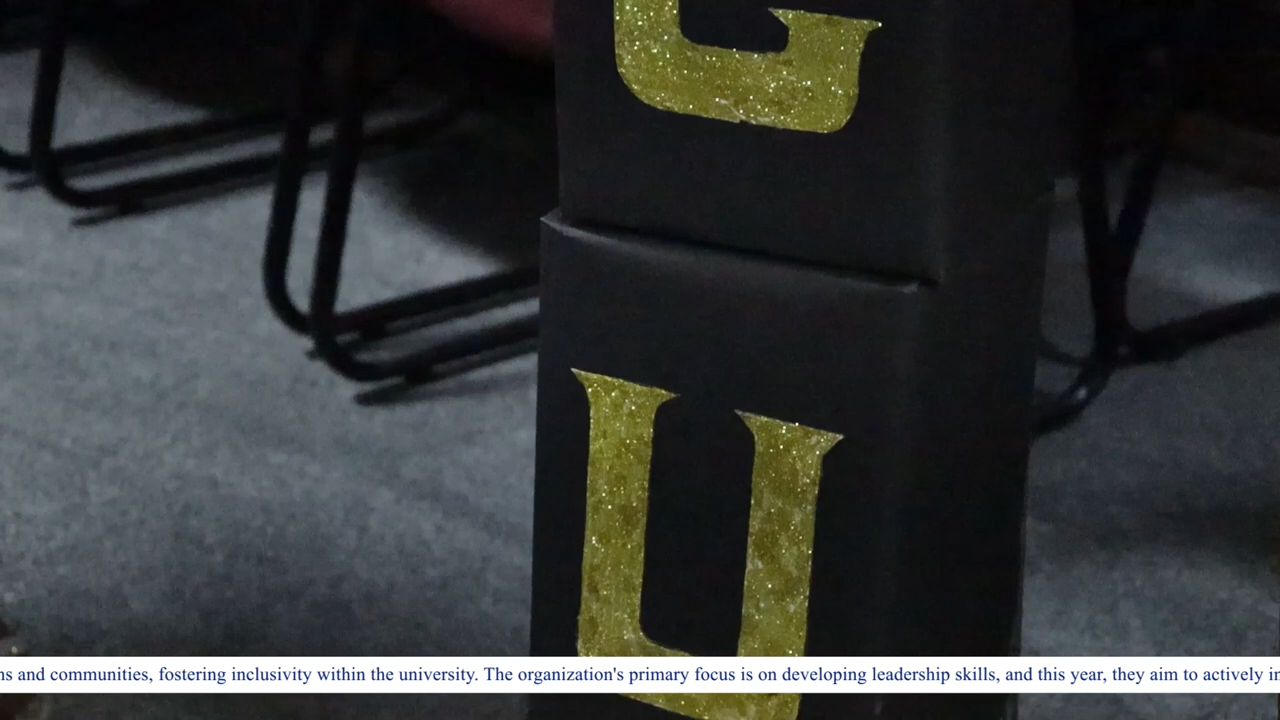 U
ns and communities, fostering inclusivity within the university. The organization's primary focus is on developing leadership skills, and this year, they aim to actively in